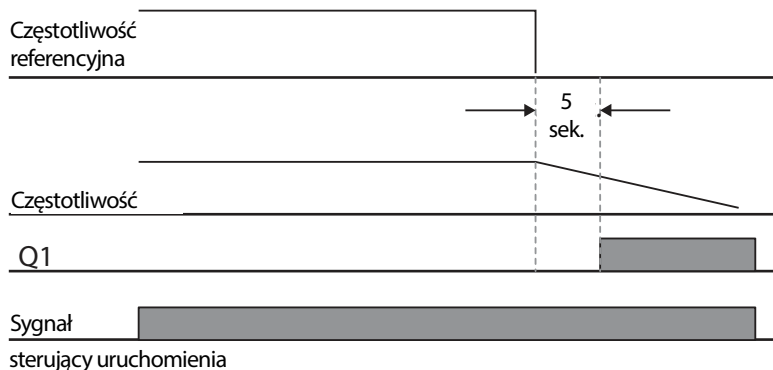 Częstotliwość
referencyjna
5
sek.
Częstotliwość
Q1
Sygnał
sterujący uruchomienia